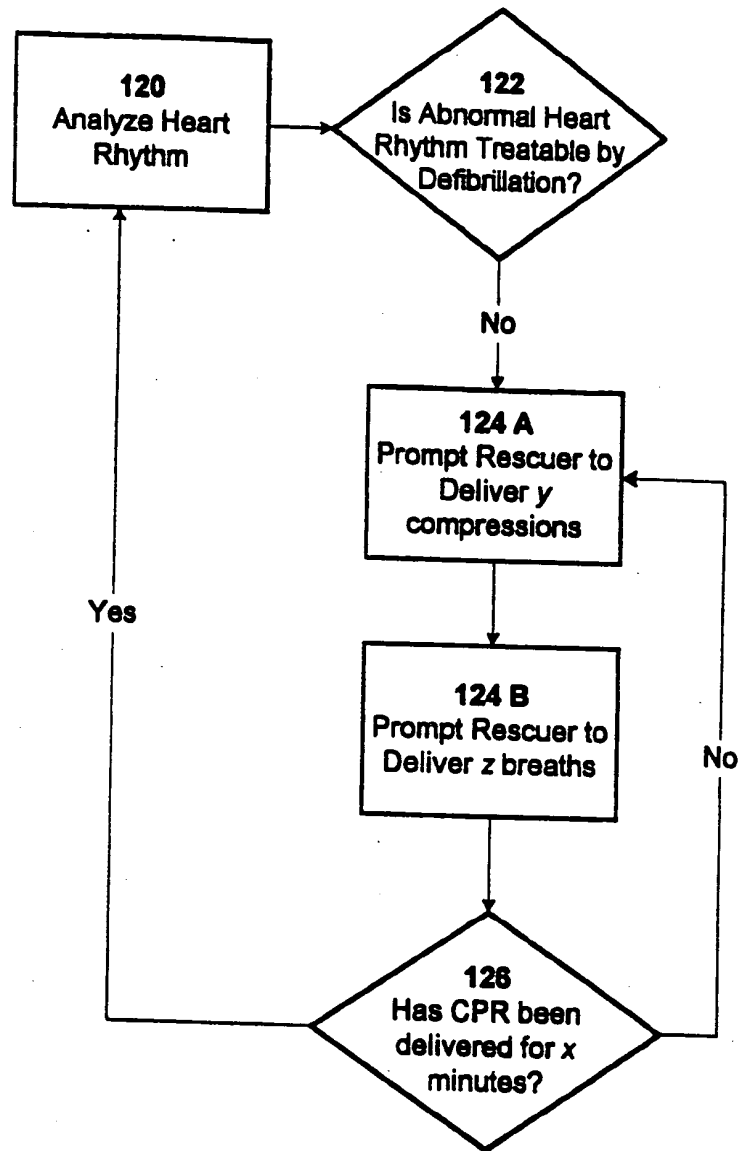 120
Analyze Heart
Rhythm
122
Is Abnormal Heart
Rhythm Treatable by
Defibrillation?
No
124 A
Prompt Rescuer to
Deliver y
compressions
Yes
124 B
Prompt Rescuer to
Deliver z breaths
No
126
Has CPR been
delivered for x
minutes?